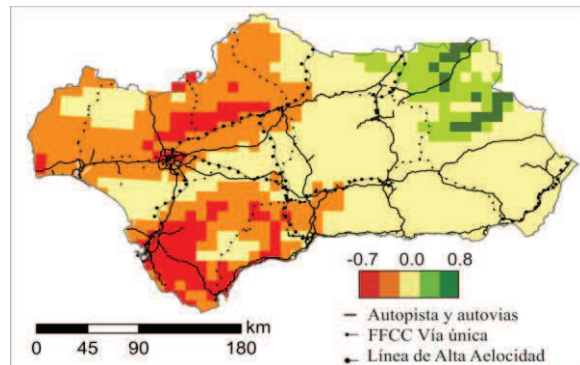 -0.7 0.0 0.8
Autopista y autovias
km
FFCC Vía única
0 45 90 180
Línea de Alta Aelocidad